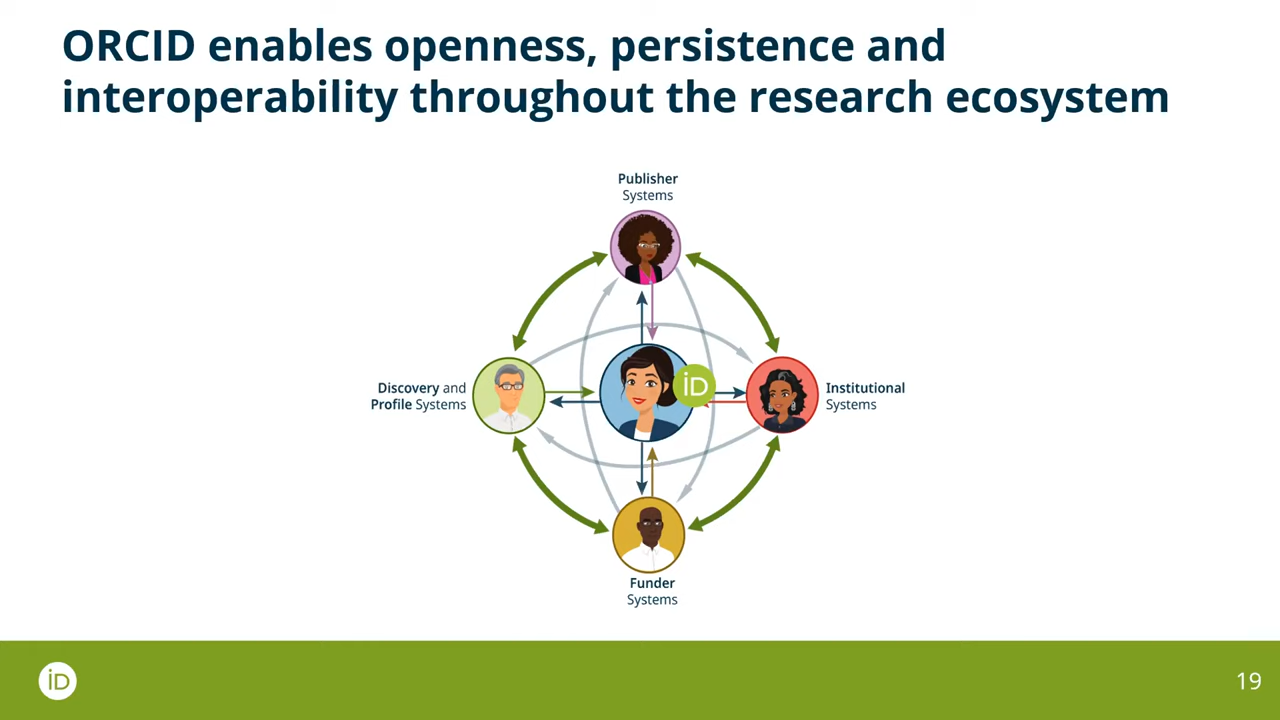 ORCID enables openness, persistence and
interoperability throughout the research ecosystem
Publisher
Systems
Discovery and
Profile Systems
iD
Institutional
Systems
Funder
Systems
iD
19